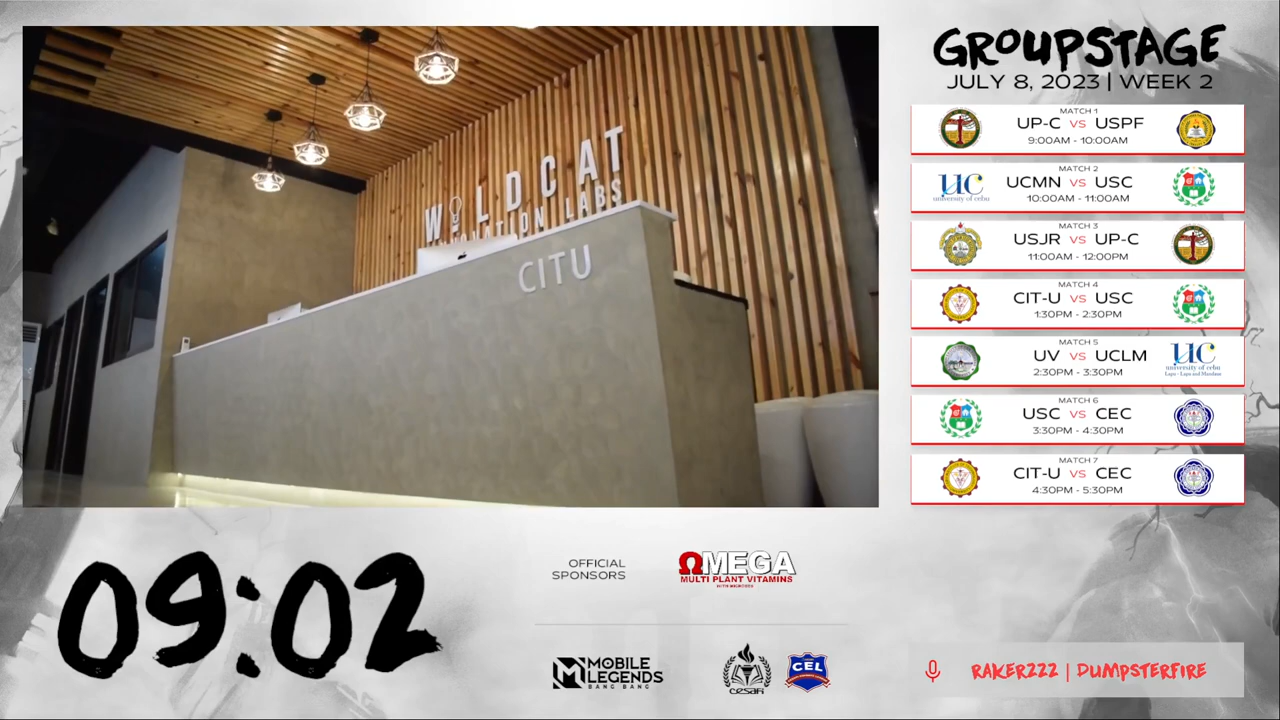 WILDCAT
INNOVATION LABS
CITU
GROUPSTAGE
JULY 8, 2023 | WEEK 2
MATCH 1
UP-C VS USPF
9:00AM - 10:00AM
MATCH 2
UC
university of cebu
UCMN VS USC
10:00AM - 11:00AM
MATCH 3
USJR VS UP-C
11:00AM - 12:00PM
MATCH 4
CIT-U VS USC
1:30PM - 2:30PM
MATCH 5
UV VS UCLM
2:30PM - 3:30PM
UC
university of cebu
Lapu - Lapu and Mandaue
MATCH 6
USC VS CEC
3:30PM - 4:30PM
MATCH 7
CIT-U VS CEC
4:30PM - 5:30PM
09:02
OFFICIAL
SPONSORS
ΩMEGA
MULTI PLANT VITAMINS
MOBILE
LEGENDS
BANG BANG
cesafi
CEL
RAKERZZZ | DUMPSTERFIRE